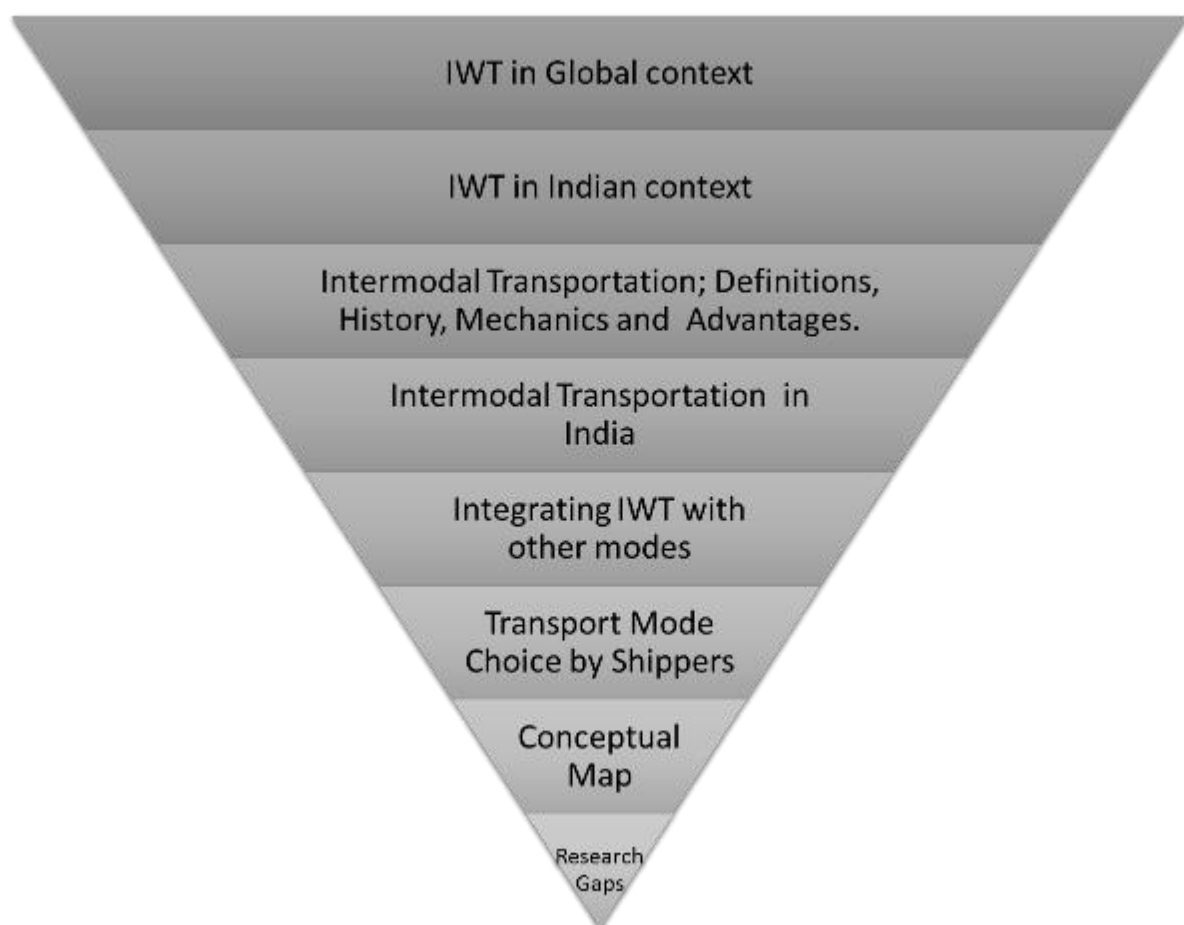 IWT in Global context
IWT in Indian context
Intermodal Transportation; Definitions,
History, Mechanics and Advantages.
Intermodal Transportation in
India
Integrating IWT with
other modes
Transport Mode
Choice by Shippers
Conceptual
Map
Research
Gaps